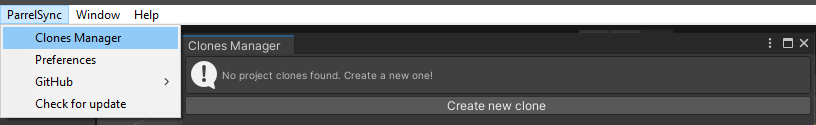 ParrelSync Window Help
Clones Manager
Preferences
GitHub
Check for update
Clones Manager
No project clones found. Create a new one!
Create new clone